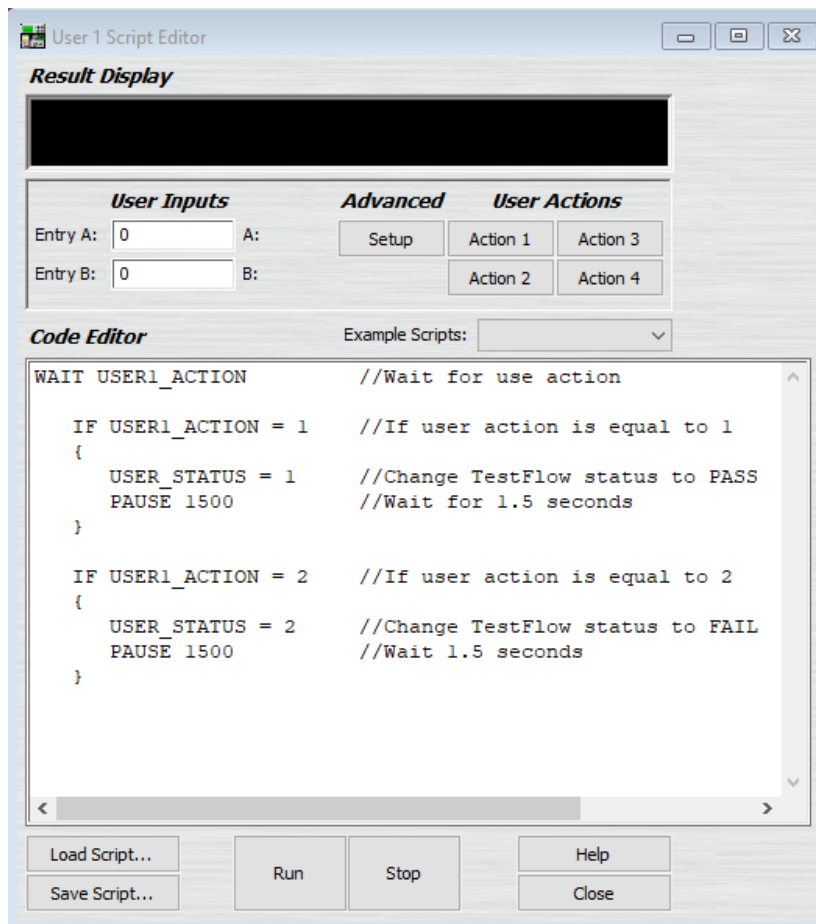 User 1 Script Editor
Result Display
User Inputs Advanced User Actions
Entry A: 0 A: Setup Action 1 Action 3
Entry B: 0 B: Action 2 Action 4
Code Editor Example Scripts:
WAIT USER1_ACTION //Wait for use action
IF USER1_ACTION = 1 //If user action is equal to 1
{
USER_STATUS = 1 //Change TestFlow status to PASS
PAUSE 1500 //Wait for 1.5 seconds
}
IF USER1_ACTION = 2 //If user action is equal to 2
{
USER_STATUS = 2 //Change TestFlow status to FAIL
PAUSE 1500 //Wait 1.5 seconds
}
Load Script... Run Stop Help
Save Script... Close